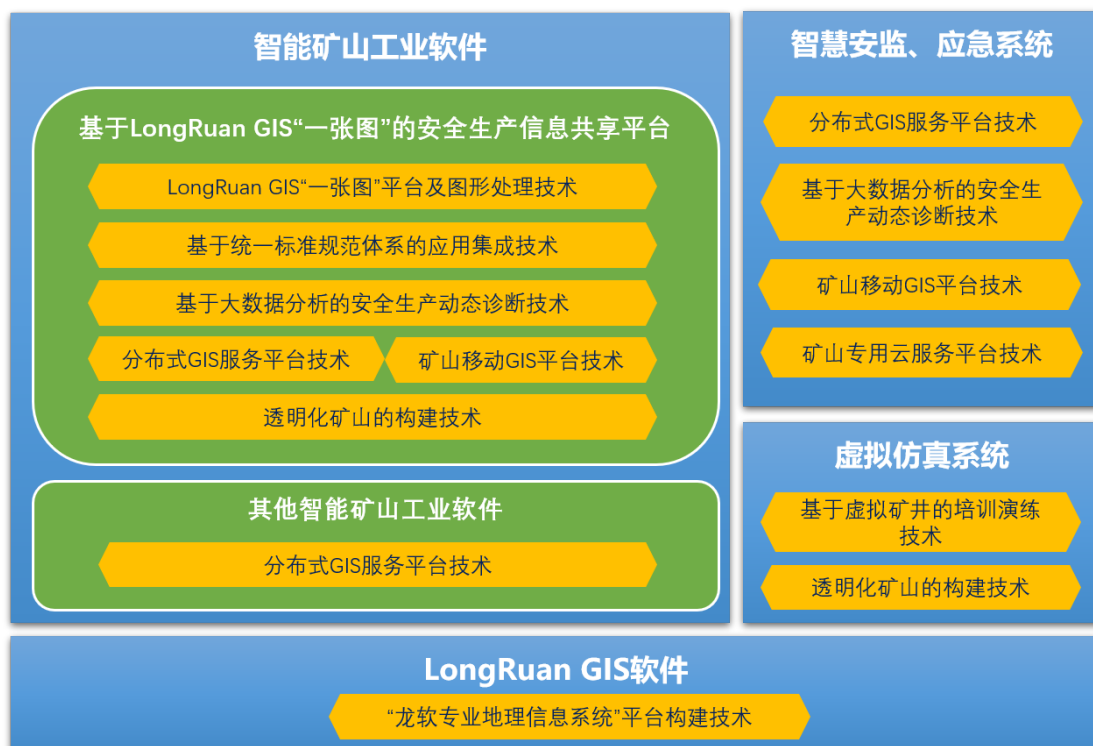 智能矿山工业软件
基于LongRuan GIS“一张图”的安全生产信息共享平台
LongRuan GIS“一张图”平台及图形处理技术
基于统一标准规范体系的应用集成技术
基于大数据分析的安全生产动态诊断技术
分布式GIS服务平台技术
矿山移动GIS平台技术
透明化矿山的构建技术
其他智能矿山工业软件
分布式GIS服务平台技术
智慧安监、应急系统
分布式GIS服务平台技术
基于大数据分析的安全生
产动态诊断技术
矿山移动GIS平台技术
矿山专用云服务平台技术
虚拟仿真系统
基于虚拟矿井的培训演练
技术
透明化矿山的构建技术
LongRuan GIS软件
“龙软专业地理信息系统”平台构建技术